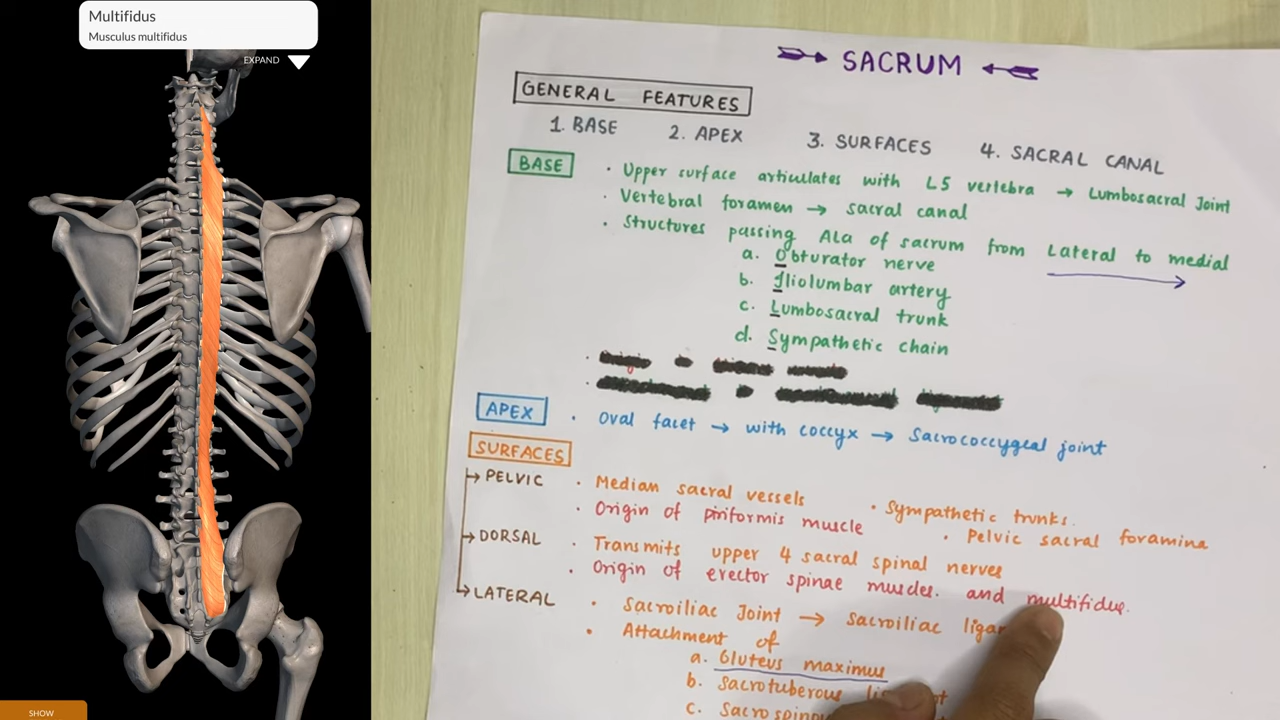 Multifidus
Musculus multifidus
EXPAND
SHOW
SACRUM
GENERAL FEATURES
1. BASE 2. APEX 3. SURFACES 4. SACRAL CANAL
BASE
· Upper surface articulates with L5 vertebra → Lumbosacral Joint
· Vertebral foramen → sacral canal
· Structures passing Ala of sacrum from Lateral to medial
a. Obturator nerve
b. Iliolumbar artery
c. Lumbosacral trunk
d. Sympathetic chain
APEX · Oval facet → with coccyx → Sacrococcygeal joint
SURFACES
→ PELVIC · Median sacral vessels · Sympathetic trunks.
· Origin of piriformis muscle · Pelvic sacral foramina
→ DORSAL · Transmits upper 4 sacral spinal nerves
· Origin of erector spinae muscles. and multifidus.
→ LATERAL · Sacroiliac Joint → Sacroiliac
· Attachment of
a. Gluteus maximus
b. Sacrotuberous
c.